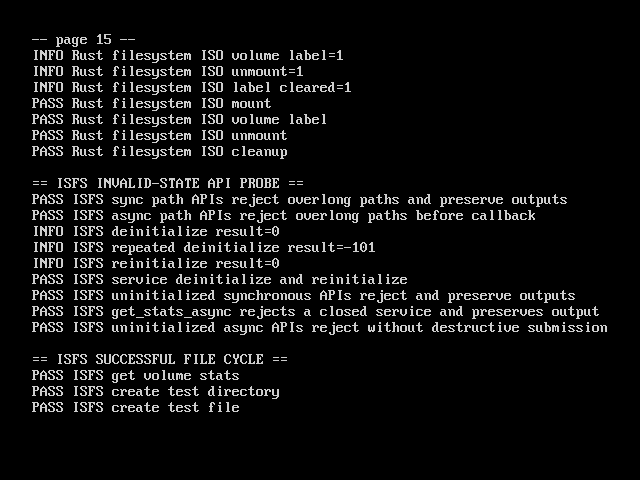 -- page 15 --
INFO Rust filesystem ISO volume label=1
INFO Rust filesystem ISO unmount=1
INFO Rust filesystem ISO label cleared=1
PASS Rust filesystem ISO mount
PASS Rust filesystem ISO volume label
PASS Rust filesystem ISO unmount
PASS Rust filesystem ISO cleanup

== ISFS INVALID-STATE API PROBE ==
PASS ISFS sync path APIs reject overlong paths and preserve outputs
PASS ISFS async path APIs reject overlong paths before callback
INFO ISFS deinitialize result=0
INFO ISFS repeated deinitialize result=-101
INFO ISFS reinitialize result=0
PASS ISFS service deinitialize and reinitialize
PASS ISFS uninitialized synchronous APIs reject and preserve outputs
PASS ISFS get_stats_async rejects a closed service and preserves output
PASS ISFS uninitialized async APIs reject without destructive submission

== ISFS SUCCESSFUL FILE CYCLE ==
PASS ISFS get volume stats
PASS ISFS create test directory
PASS ISFS create test file